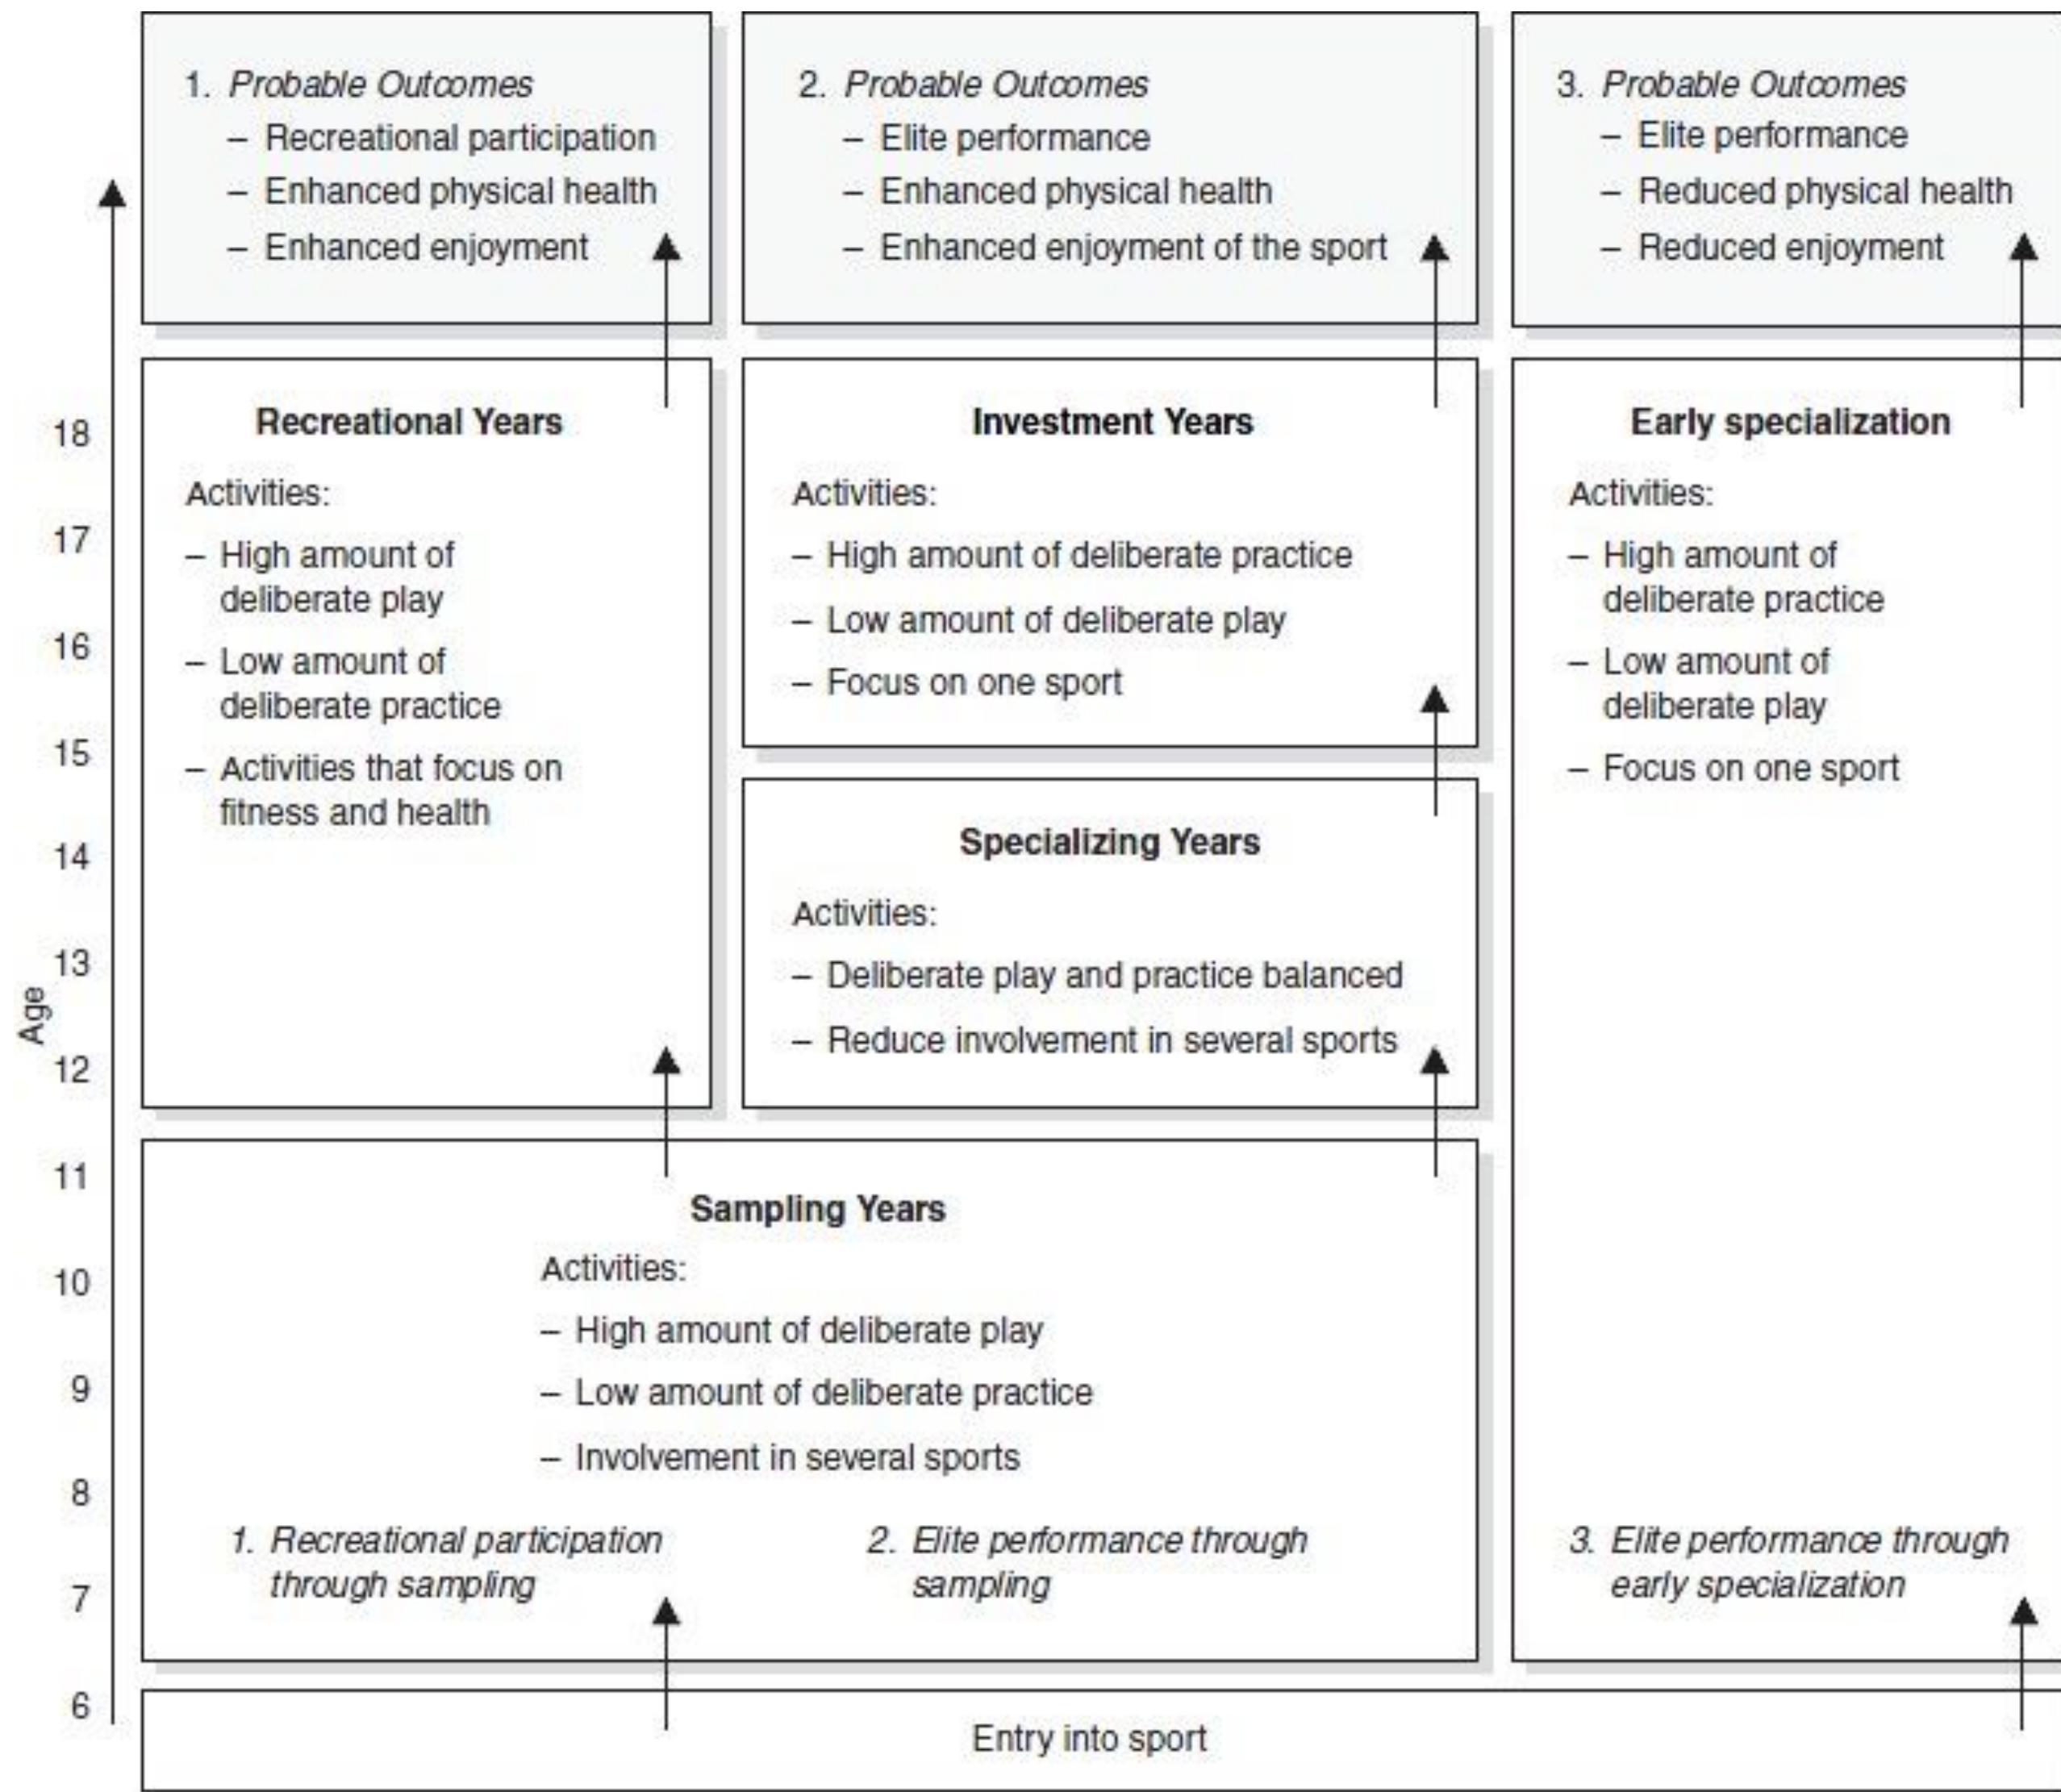 1. Probable Outcomes
– Recreational participation
– Enhanced physical health
– Enhanced enjoyment
2. Probable Outcomes
– Elite performance
– Enhanced physical health
– Enhanced enjoyment of the sport
3. Probable Outcomes
– Elite performance
– Reduced physical health
– Reduced enjoyment
Recreational Years
Activities:
– High amount of
deliberate play
– Low amount of
deliberate practice
– Activities that focus on
fitness and health
Investment Years
Activities:
– High amount of deliberate practice
– Low amount of deliberate play
– Focus on one sport
Early specialization
Activities:
– High amount of
deliberate practice
– Low amount of
deliberate play
– Focus on one sport
Specializing Years
Activities:
– Deliberate play and practice balanced
– Reduce involvement in several sports
Sampling Years
Activities:
– High amount of deliberate play
– Low amount of deliberate practice
– Involvement in several sports
1. Recreational participation
through sampling
2. Elite performance through
sampling
3. Elite performance through
early specialization
Entry into sport
Age
18
17
16
15
14
13
12
11
10
9
8
7
6